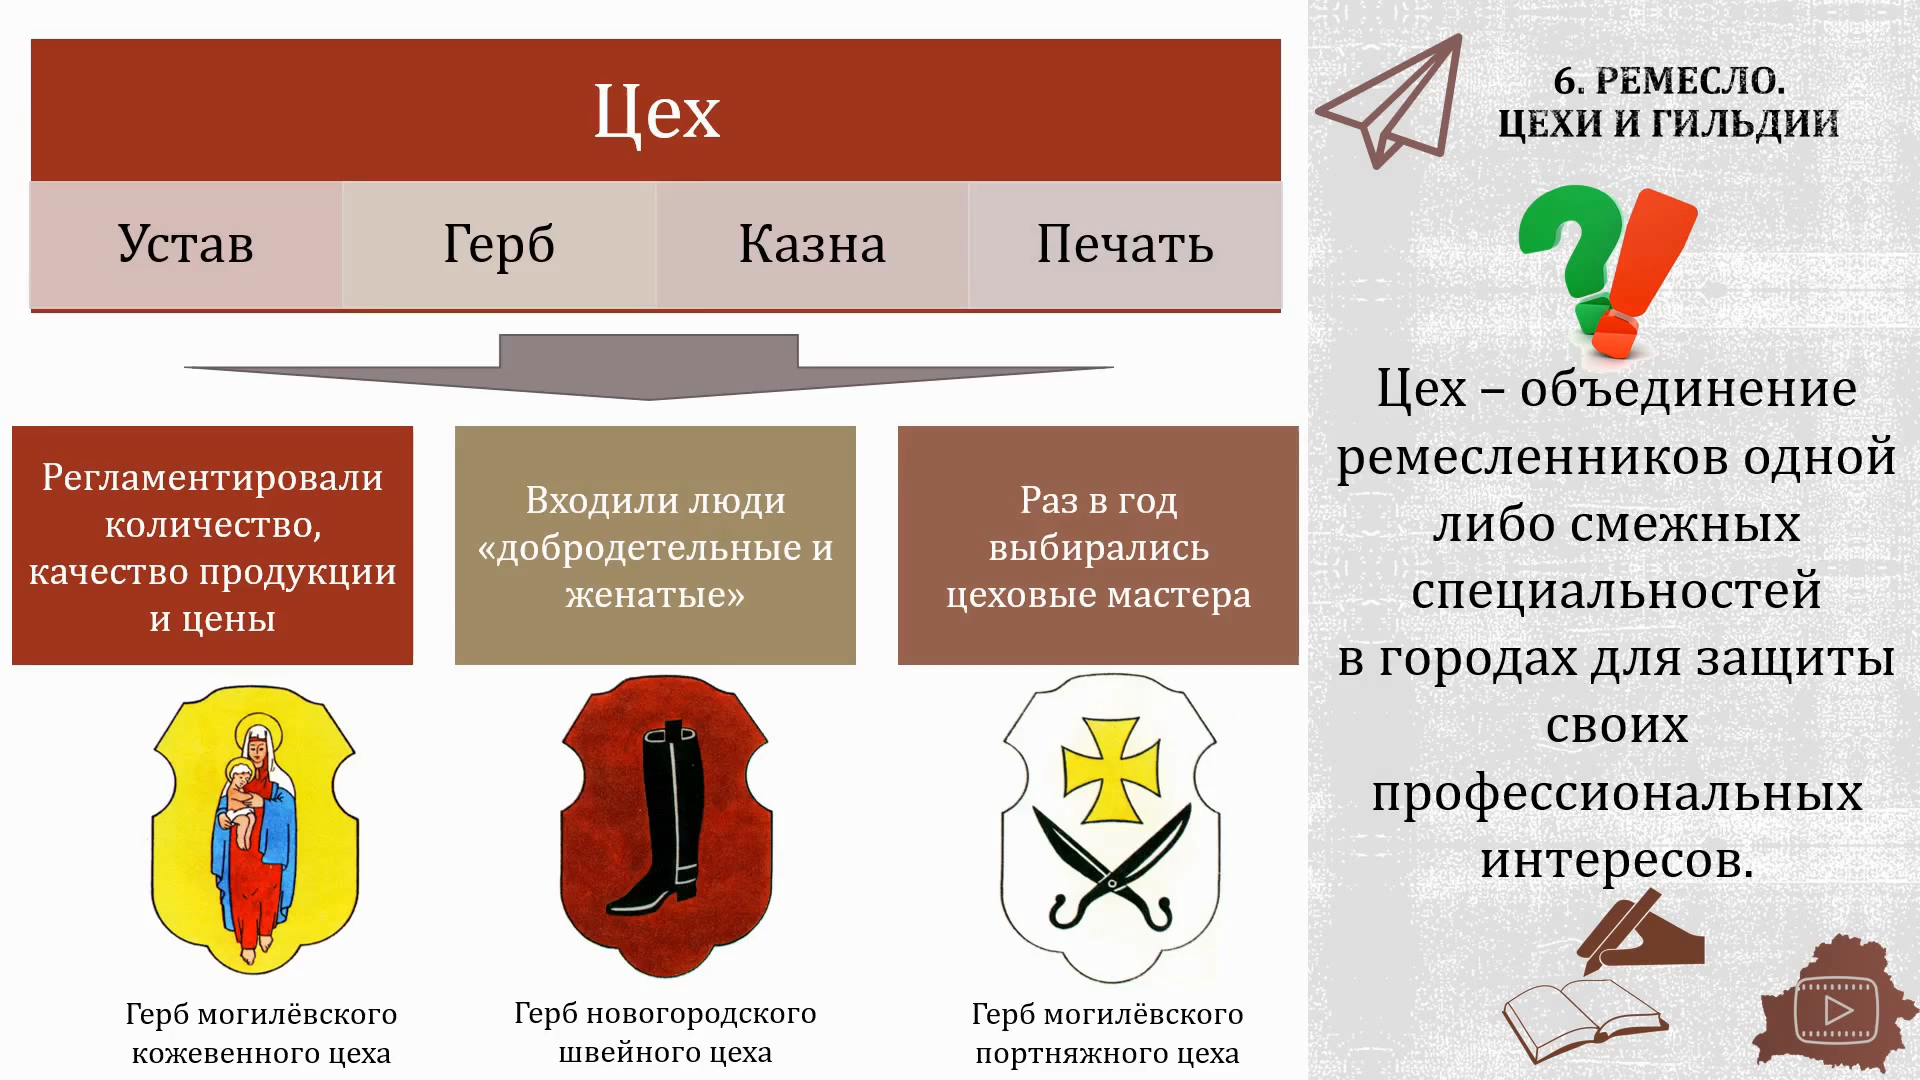 Цех
Устав
Герб
Казна
Печать
Регламентировали
количество,
качество продукции
и цены
Входили люди
«добродетельные и
женатые»
Раз в год
выбирались
цеховые мастера
Герб могилёвского
кожевенного цеха
Герб новогородского
швейного цеха
Герб могилёвского
портняжного цеха
6. РЕМЕСЛО.
ЦЕХИ И ГИЛЬДИИ
Цех – объединение
ремесленников одной
либо смежных
специальностей
в городах для защиты
своих
профессиональных
интересов.